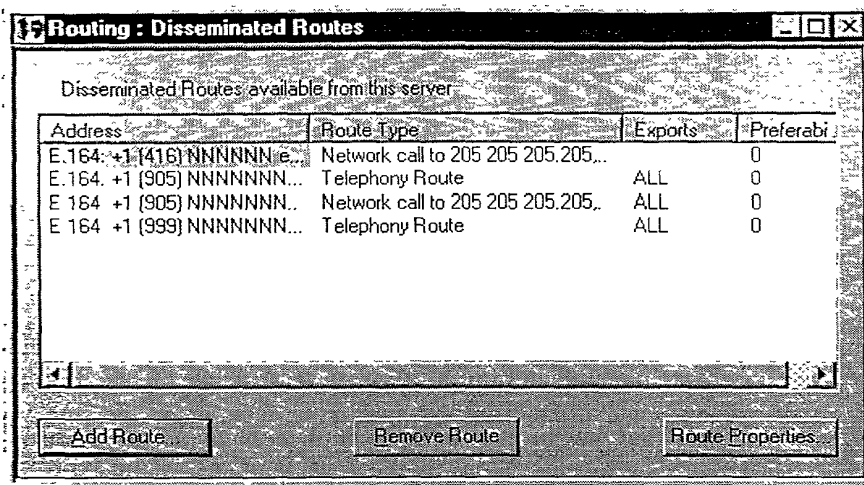 Routing : Disseminated Routes
Disseminated Routes available from this server
Address Route Type Exports Preferabi
E.164: +1 (416) NNNNNN e... Network call to 205 205 205.205,... 0
E.164. +1 (905) NNNNNNN... Telephony Route ALL 0
E 164 +1 (905) NNNNNNN.. Network call to 205 205 205.205,.. ALL 0
E 164 +1 (999) NNNNNNN... Telephony Route ALL 0
Add Route... Remove Route Route Properties...